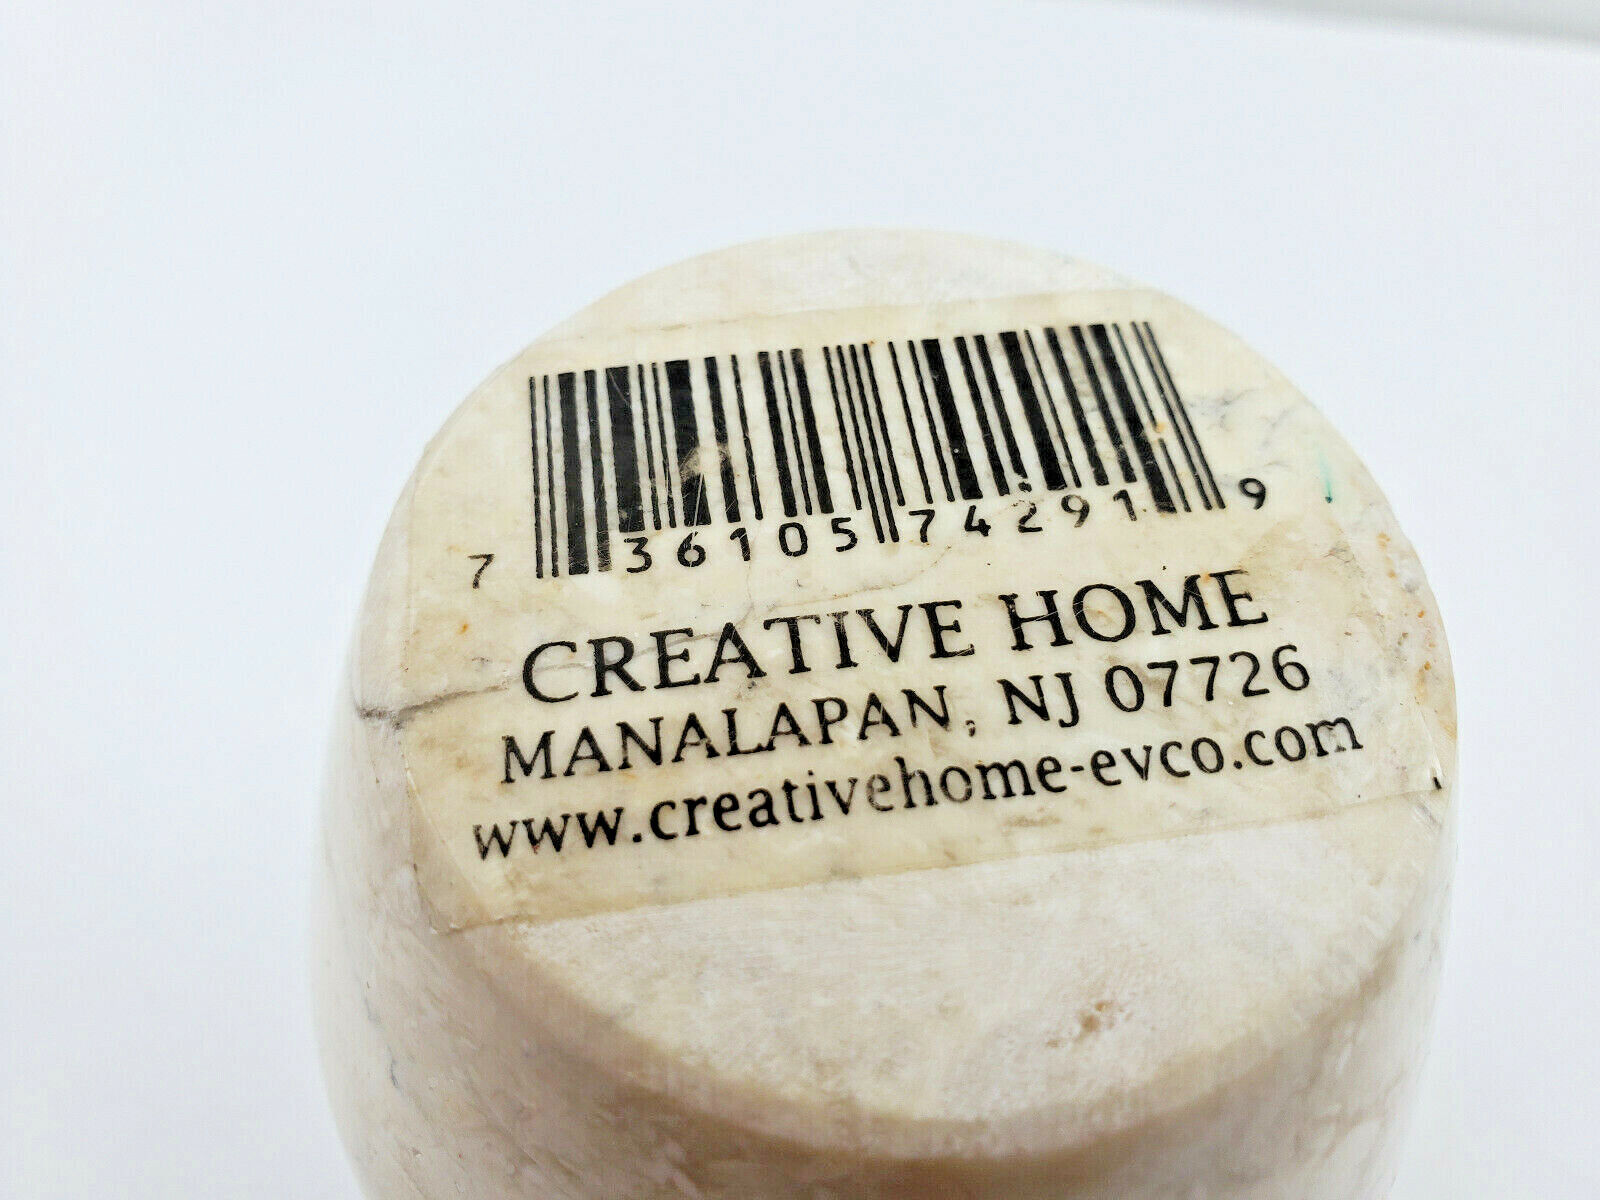 7 36105 74291 9
CREATIVE HOME
MANALAPAN, NJ 07726
www.creativehome-evco.com